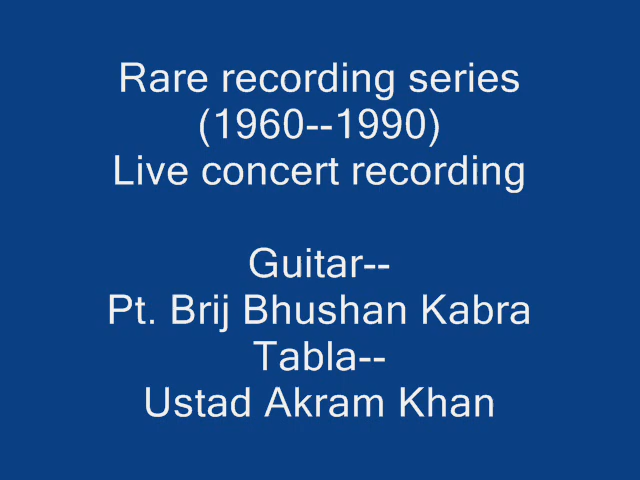 Rare recording series
(1960--1990)
Live concert recording
Guitar--
Pt. Brij Bhushan Kabra
Tabla--
Ustad Akram Khan